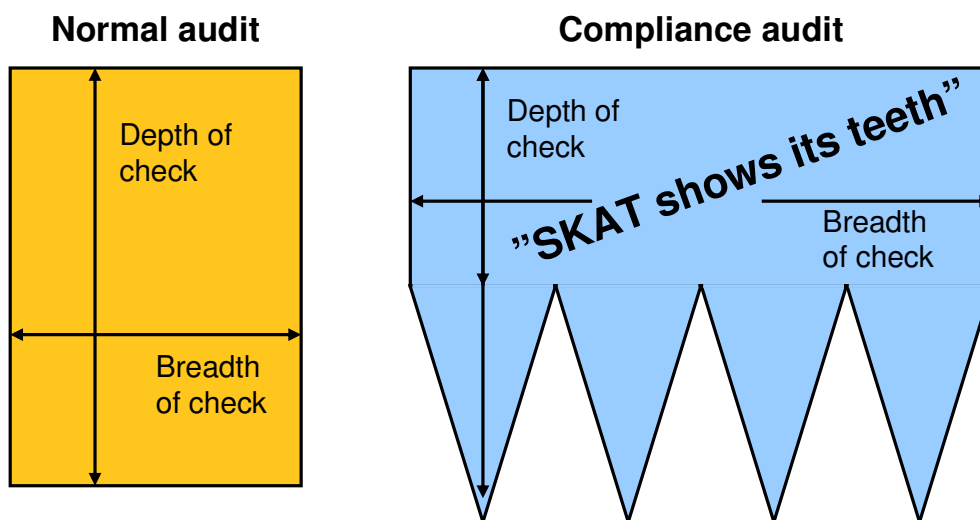 Normal audit
Depth of
check
Breadth
of check
Compliance audit
Depth of
check
”SKAT shows its teeth”
Breadth
of check